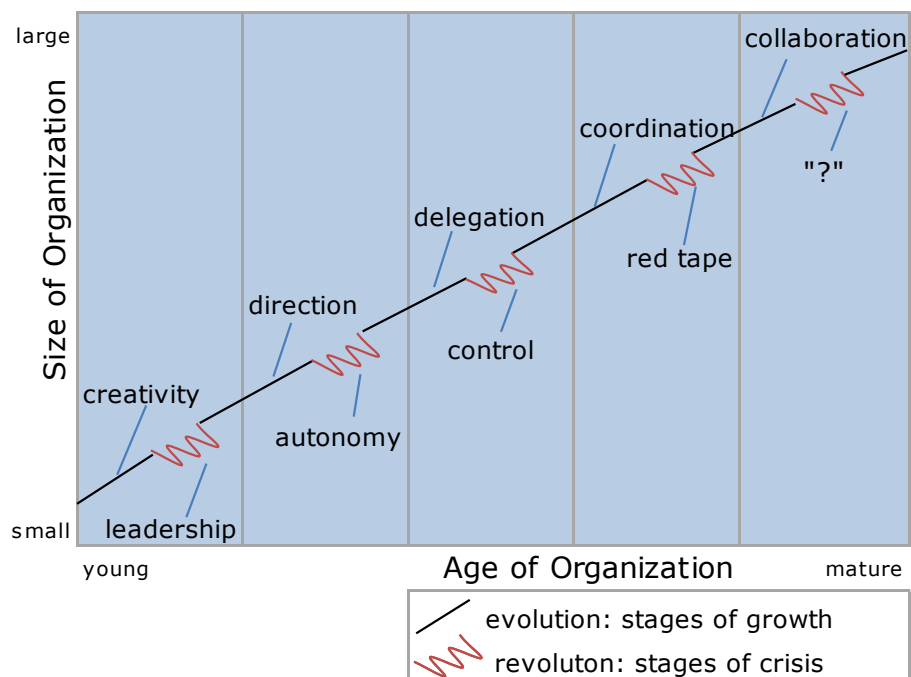 large
collaboration
coordination
"?"
delegation
red tape
direction
control
creativity
autonomy
leadership
small
Size of Organization
young
Age of Organization
mature
evolution: stages of growth
revoluton: stages of crisis